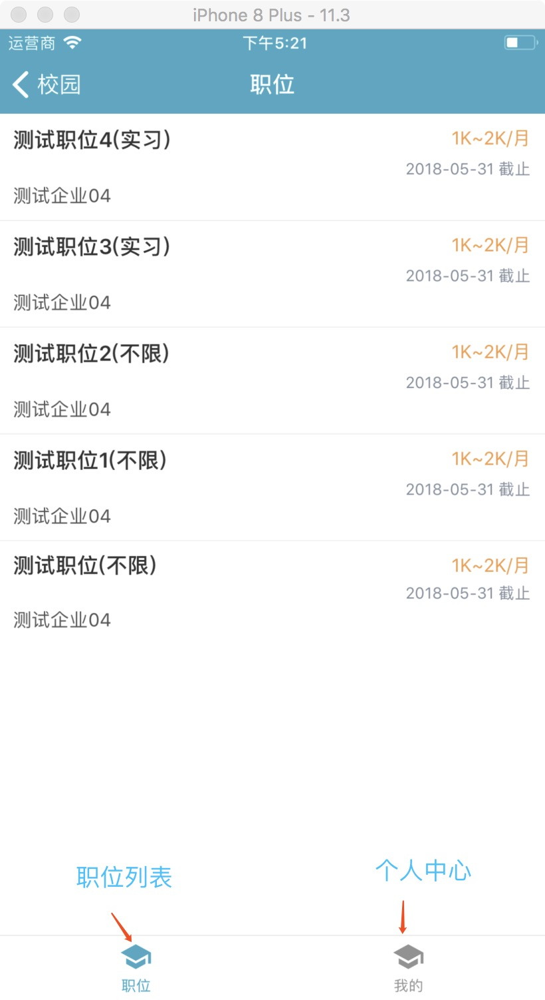 iPhone 8 Plus - 11.3
运营商 下午5:21
校园 职位
测试职位4(实习) 1K~2K/月
2018-05-31 截止
测试企业04
测试职位3(实习) 1K~2K/月
2018-05-31 截止
测试企业04
测试职位2(不限) 1K~2K/月
2018-05-31 截止
测试企业04
测试职位1(不限) 1K~2K/月
2018-05-31 截止
测试企业04
测试职位(不限) 1K~2K/月
2018-05-31 截止
测试企业04
职位列表 个人中心
职位 我的